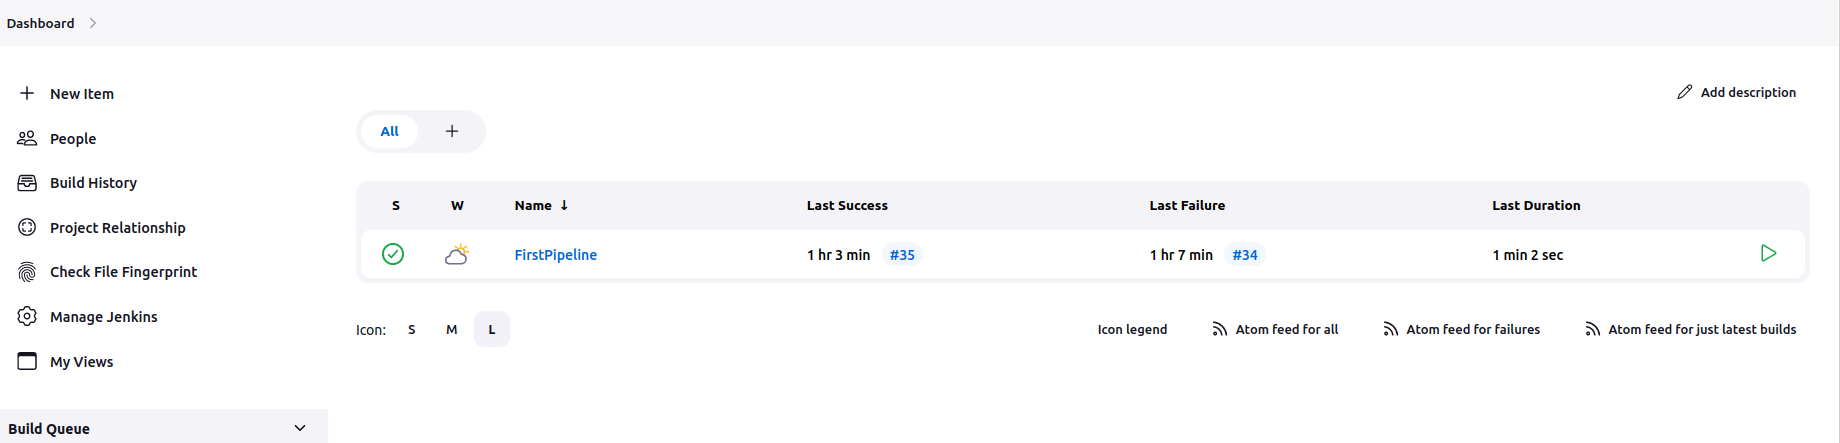 Dashboard
New Item
People
Build History
Project Relationship
Check File Fingerprint
Manage Jenkins
My Views
Build Queue
Add description
All +
S W Name ↓ Last Success Last Failure Last Duration
FirstPipeline 1 hr 3 min #35 1 hr 7 min #34 1 min 2 sec
Icon: S M L
Icon legend Atom feed for all Atom feed for failures Atom feed for just latest builds